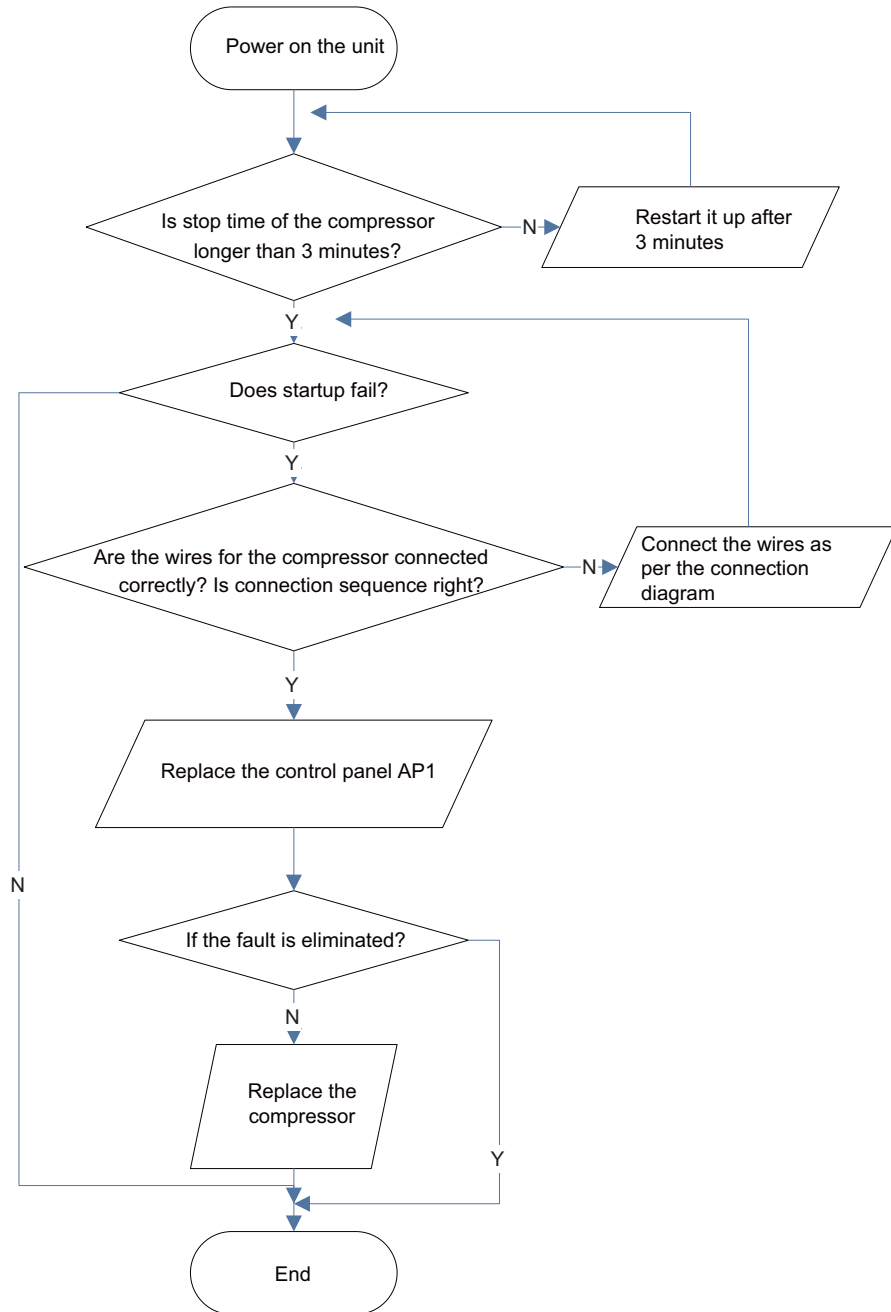 Power on the unit
Is stop time of the compressor
longer than 3 minutes?
N
Restart it up after
3 minutes
Y
Does startup fail?
Y
Are the wires for the compressor connected
correctly? Is connection sequence right?
N
Connect the wires as
per the connection
diagram
Y
Replace the control panel AP1
N
If the fault is eliminated?
N
Replace the
compressor
Y
End